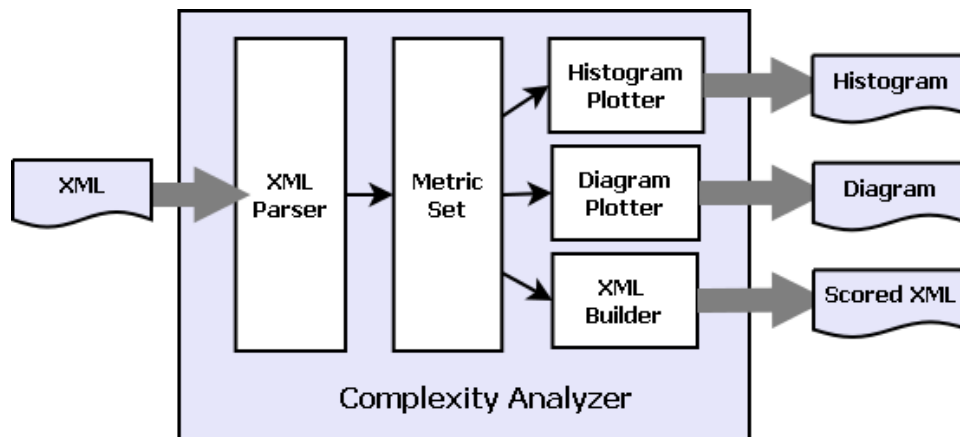 XML
XML
Parser
Metric
Set
Histogram
Plotter
Diagram
Plotter
XML
Builder
Histogram
Diagram
Scored XML
Complexity Analyzer